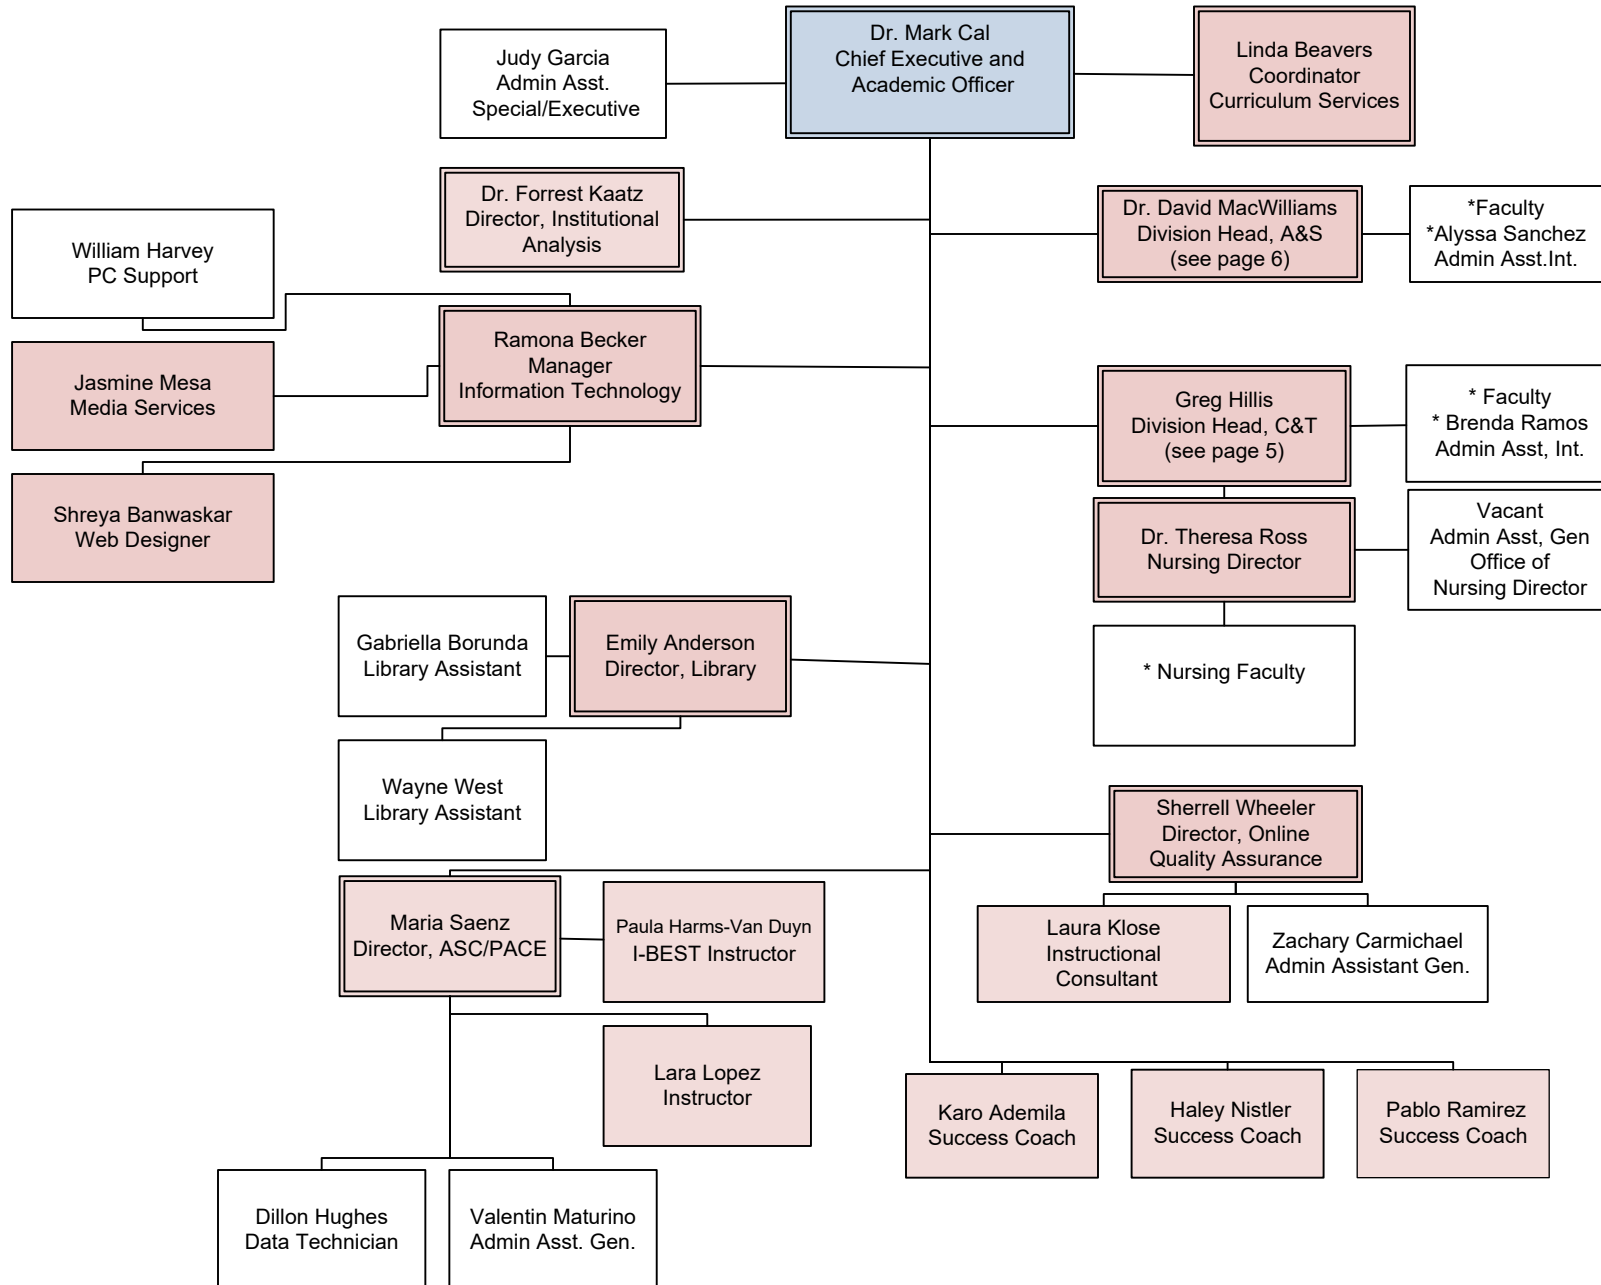 Judy Garcia
Admin Asst.
Special/Executive
Dr. Mark Cal
Chief Executive and
Academic Officer
Linda Beavers
Coordinator
Curriculum Services
Dr. Forrest Kaatz
Director, Institutional
Analysis
Dr. David MacWilliams
Division Head, A&S
(see page 6)
*Faculty
*Alyssa Sanchez
Admin Asst.Int.
William Harvey
PC Support
Ramona Becker
Manager
Information Technology
Jasmine Mesa
Media Services
Shreya Banwaskar
Web Designer
Greg Hillis
Division Head, C&T
(see page 5)
* Faculty
* Brenda Ramos
Admin Asst, Int.
Dr. Theresa Ross
Nursing Director
Vacant
Admin Asst, Gen
Office of
Nursing Director
* Nursing Faculty
Gabriella Borunda
Library Assistant
Emily Anderson
Director, Library
Wayne West
Library Assistant
Sherrell Wheeler
Director, Online
Quality Assurance
Laura Klose
Instructional
Consultant
Zachary Carmichael
Admin Assistant Gen.
Maria Saenz
Director, ASC/PACE
Paula Harms-Van Duyn
I-BEST Instructor
Lara Lopez
Instructor
Karo Ademila
Success Coach
Haley Nistler
Success Coach
Pablo Ramirez
Success Coach
Dillon Hughes
Data Technician
Valentin Maturino
Admin Asst. Gen.